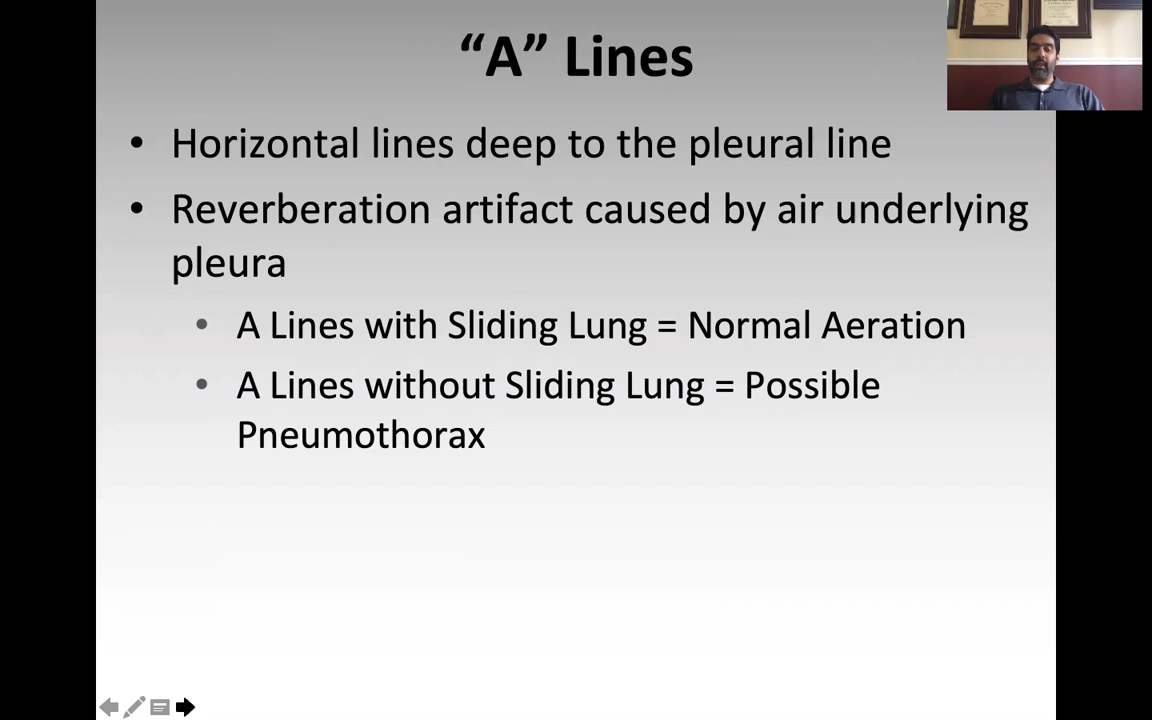 “A” Lines
• Horizontal lines deep to the pleural line
• Reverberation artifact caused by air underlying
pleura
• A Lines with Sliding Lung = Normal Aeration
• A Lines without Sliding Lung = Possible
Pneumothorax